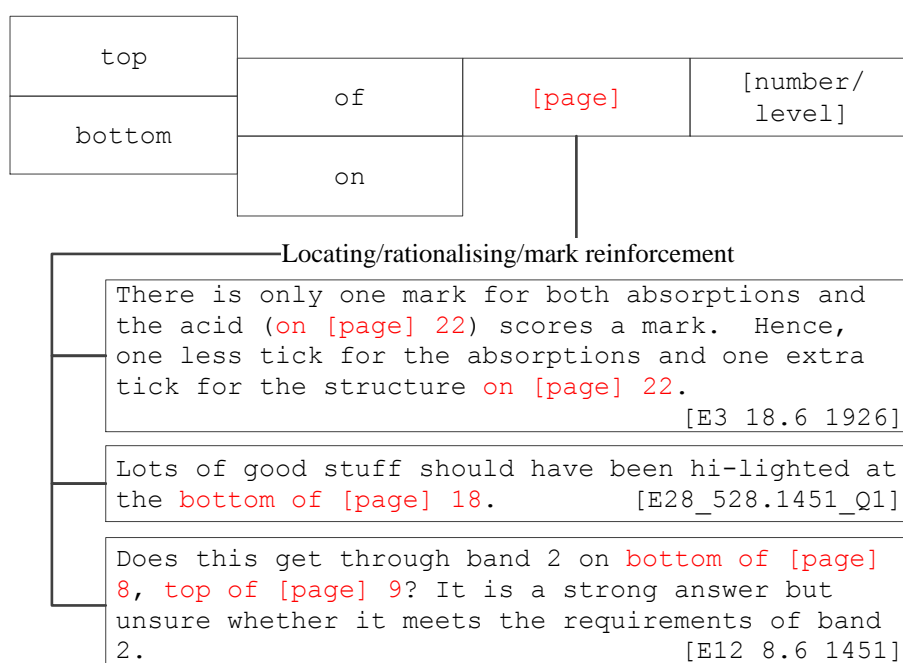 top
bottom
of
on
[page]
[number/
level]
Locating/rationalising/mark reinforcement
There is only one mark for both absorptions and
the acid (on [page] 22) scores a mark.  Hence,
one less tick for the absorptions and one extra
tick for the structure on [page] 22.
[E3 18.6 1926]
Lots of good stuff should have been hi-lighted at
the bottom of [page] 18. [E28_528.1451_Q1]
Does this get through band 2 on bottom of [page]
8, top of [page] 9? It is a strong answer but
unsure whether it meets the requirements of band
2. [E12 8.6 1451]